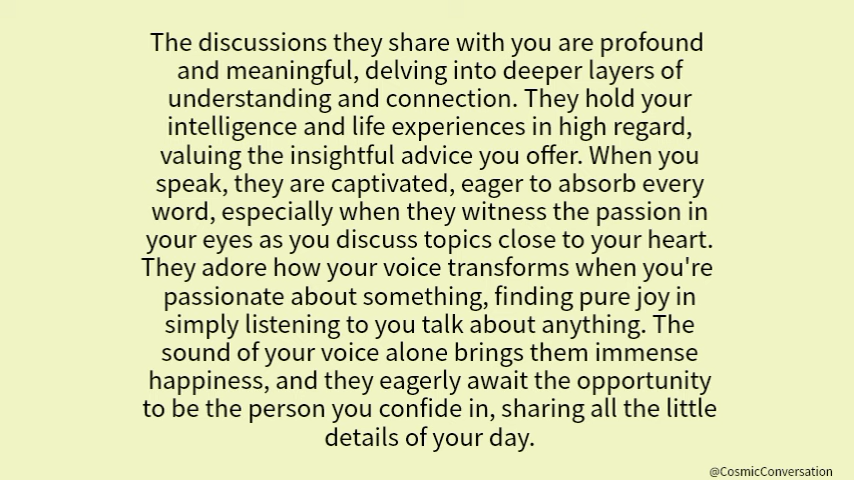 The discussions they share with you are profound
and meaningful, delving into deeper layers of
understanding and connection. They hold your
intelligence and life experiences in high regard,
valuing the insightful advice you offer. When you
speak, they are captivated, eager to absorb every
word, especially when they witness the passion in
your eyes as you discuss topics close to your heart.
They adore how your voice transforms when you're
passionate about something, finding pure joy in
simply listening to you talk about anything. The
sound of your voice alone brings them immense
happiness, and they eagerly await the opportunity
to be the person you confide in, sharing all the little
details of your day.
@CosmicConversation